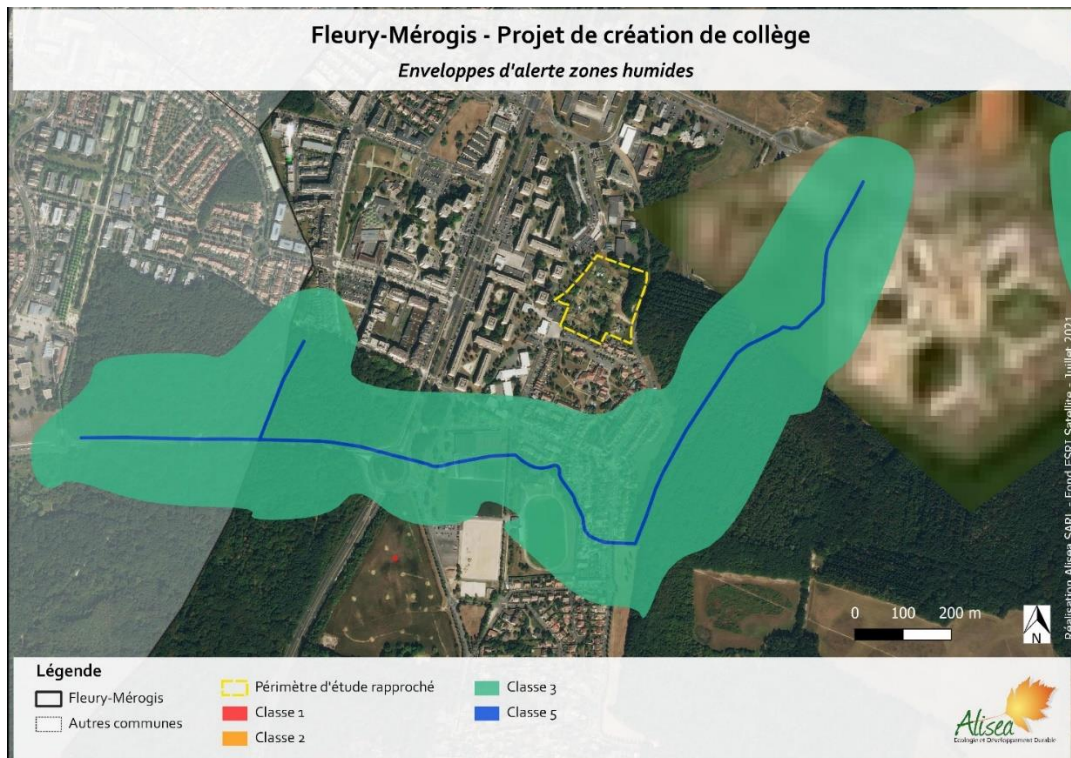 Fleury-Mérogis - Projet de création de collège
Enveloppes d'alerte zones humides
Réalisation Alisea SARL - Fond ESRI Satellite - Juillet 2021
0 100 200 m
N
Légende
Fleury-Mérogis
Autres communes
Périmètre d'étude rapproché
Classe 1
Classe 2
Classe 3
Classe 5
Alisea
Ecologie et Développement Durable